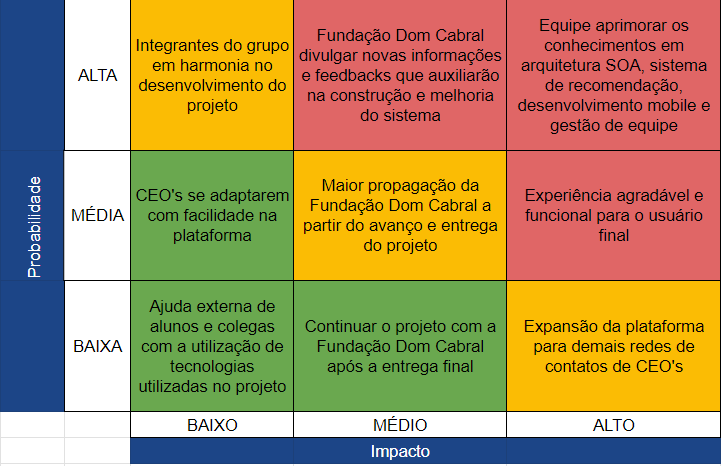 Probabilidade
ALTA
Integrantes do grupo
em harmonia no
desenvolvimento do
projeto
Fundação Dom Cabral
divulgar novas informações
e feedbacks que auxiliarão
na construção e melhoria
do sistema
Equipe aprimorar os
conhecimentos em
arquitetura SOA, sistema
de recomendação,
desenvolvimento mobile e
gestão de equipe
MÉDIA
CEO's se adaptarem
com facilidade na
plataforma
Maior propagação da
Fundação Dom Cabral a
partir do avanço e entrega
do projeto
Experiência agradável e
funcional para o usuário
final
BAIXA
Ajuda externa de
alunos e colegas
com a utilização de
tecnologias
utilizadas no projeto
Continuar o projeto com a
Fundação Dom Cabral
após a entrega final
Expansão da plataforma
para demais redes de
contatos de CEO's
BAIXO
MÉDIO
ALTO
Impacto